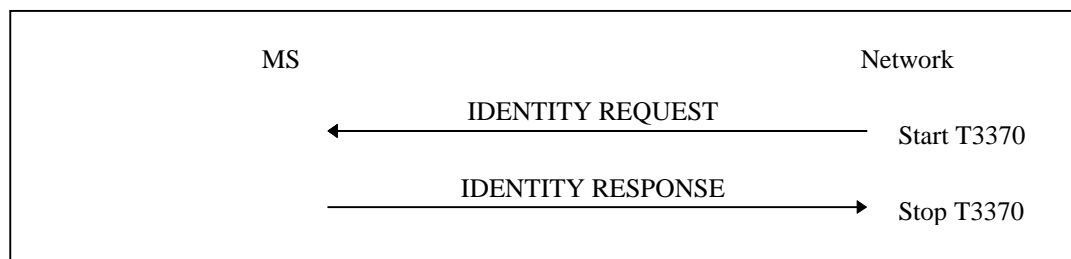 MS
Network
IDENTITY REQUEST
Start T3370
IDENTITY RESPONSE
Stop T3370